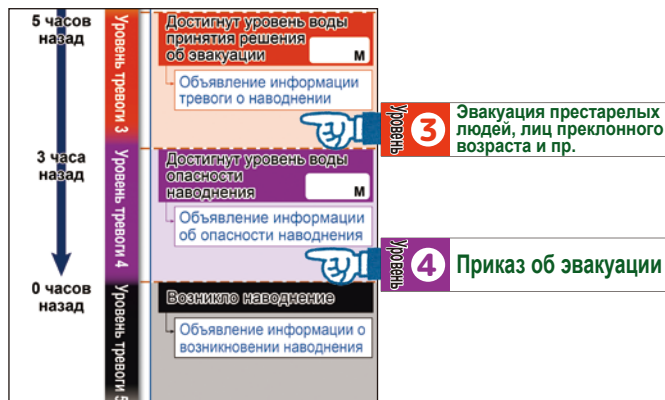 5 часов
назад
Уровень тревоги 3
Достигнут уровень воды
принятия решения
об эвакуации
м
Объявление информации
тревоги о наводнении
Уровень
3
Эвакуация престарелых
людей, лиц преклонного
возраста и пр.
3 часа
назад
Уровень тревоги 4
Достигнут уровень воды
опасности
наводнения
м
Объявление информации
об опасности наводнения
Уровень
4
Приказ об эвакуации
0 часов
назад
Уровень тревоги 5
Возникло наводнение
Объявление информации о
возникновении наводнения